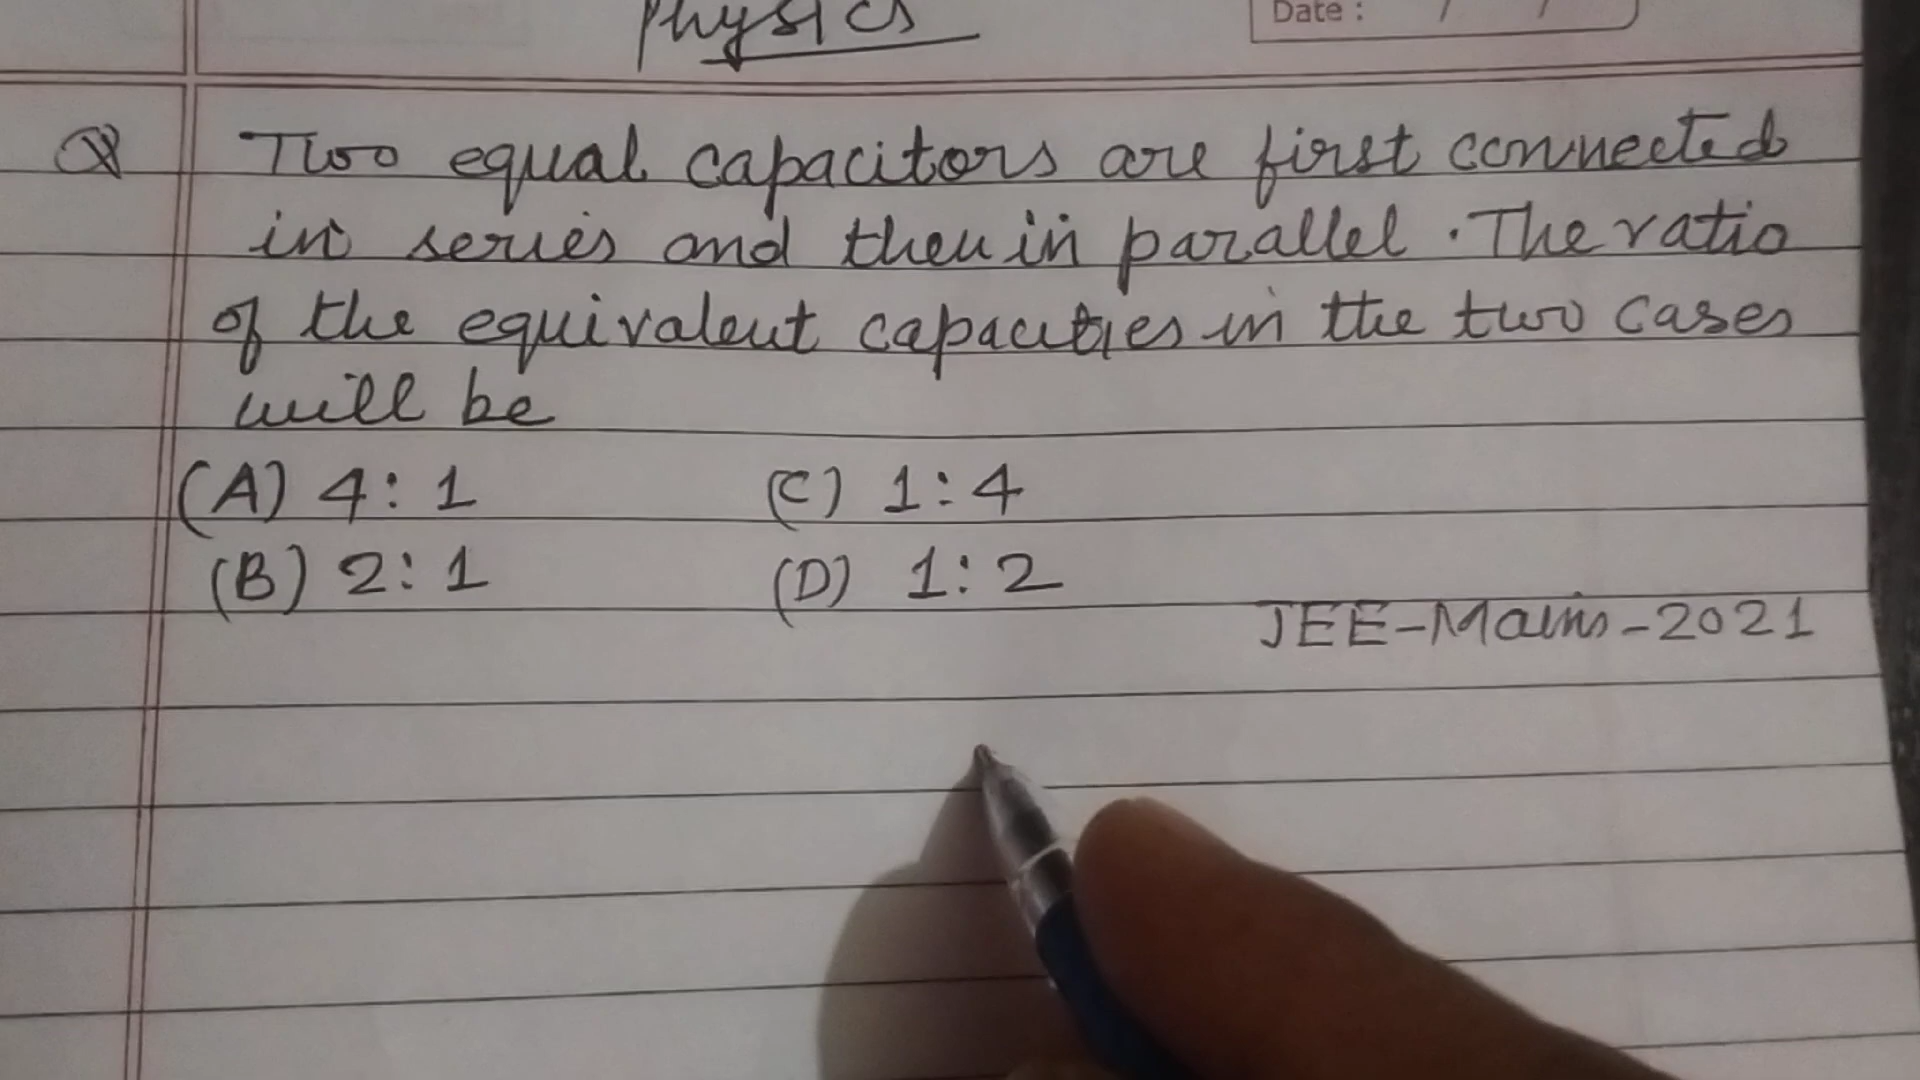 Physics
Date : / /
Q Two equal capacitors are first connected
in series and then in parallel. The ratio
of the equivalent capacities in the two cases
will be
(A) 4:1 (C) 1:4
(B) 2:1 (D) 1:2
JEE-Mains-2021